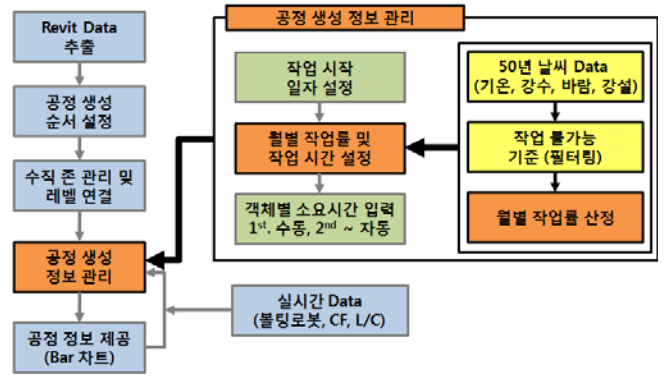 공정 생성 정보 관리
Revit Data
추출
공정 생성
순서 설정
수직 존 관리 및
레벨 연결
공정 생성
정보 관리
공정 정보 제공
(Bar 차트)
작업 시작
일자 설정
월별 작업률 및
작업 시간 설정
객체별 소요시간 입력
1st. 수동, 2nd ~ 자동
50년 날씨 Data
(기온, 강수, 바람, 강설)
작업 불가능
기준 (필터링)
월별 작업률 산정
실시간 Data
(볼팅로봇, CF, L/C)